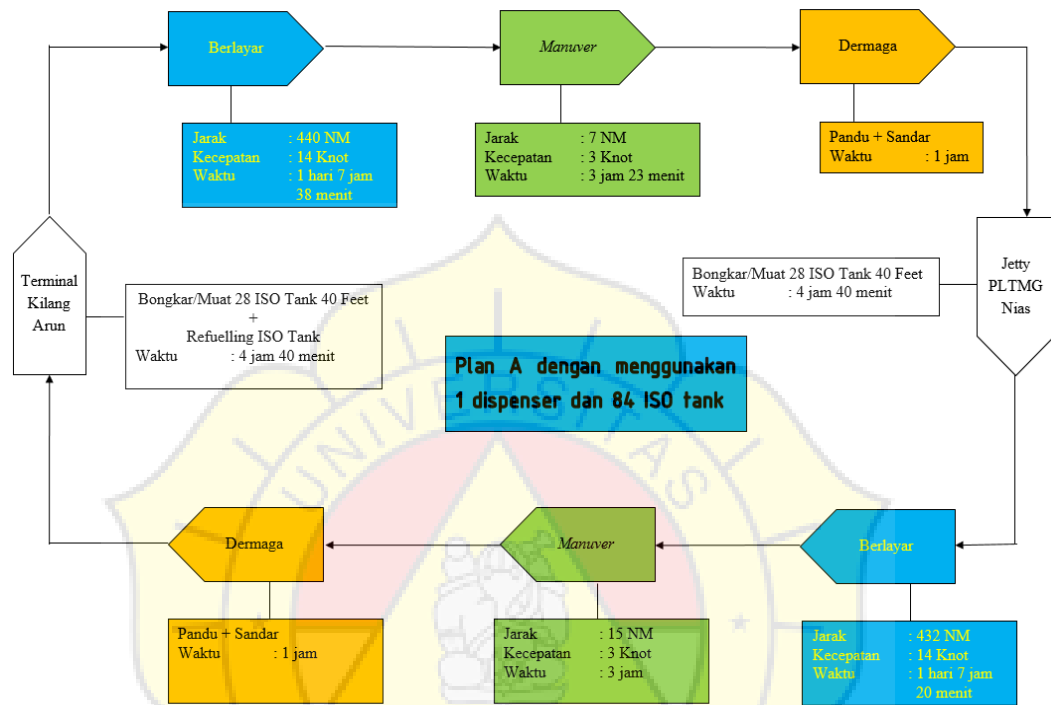 Berlayar
Manuver
Dermaga
Jarak : 440 NM
Kecepatan : 14 Knot
Waktu : 1 hari 7 jam
38 menit
Jarak : 7 NM
Kecepatan : 3 Knot
Waktu : 3 jam 23 menit
Pandu + Sandar
Waktu : 1 jam
Terminal
Kilang
Arun
Bongkar/Muat 28 ISO Tank 40 Feet
+
Refuelling ISO Tank
Waktu : 4 jam 40 menit
Bongkar/Muat 28 ISO Tank 40 Feet
Waktu : 4 jam 40 menit
Jetty
PLTMG
Nias
Plan A dengan menggunakan
1 dispenser dan 84 ISO tank
UNIVERSITAS
Dermaga
Manuver
Berlayar
Pandu + Sandar
Waktu : 1 jam
Jarak : 15 NM
Kecepatan : 3 Knot
Waktu : 3 jam
Jarak : 432 NM
Kecepatan : 14 Knot
Waktu : 1 hari 7 jam
20 menit